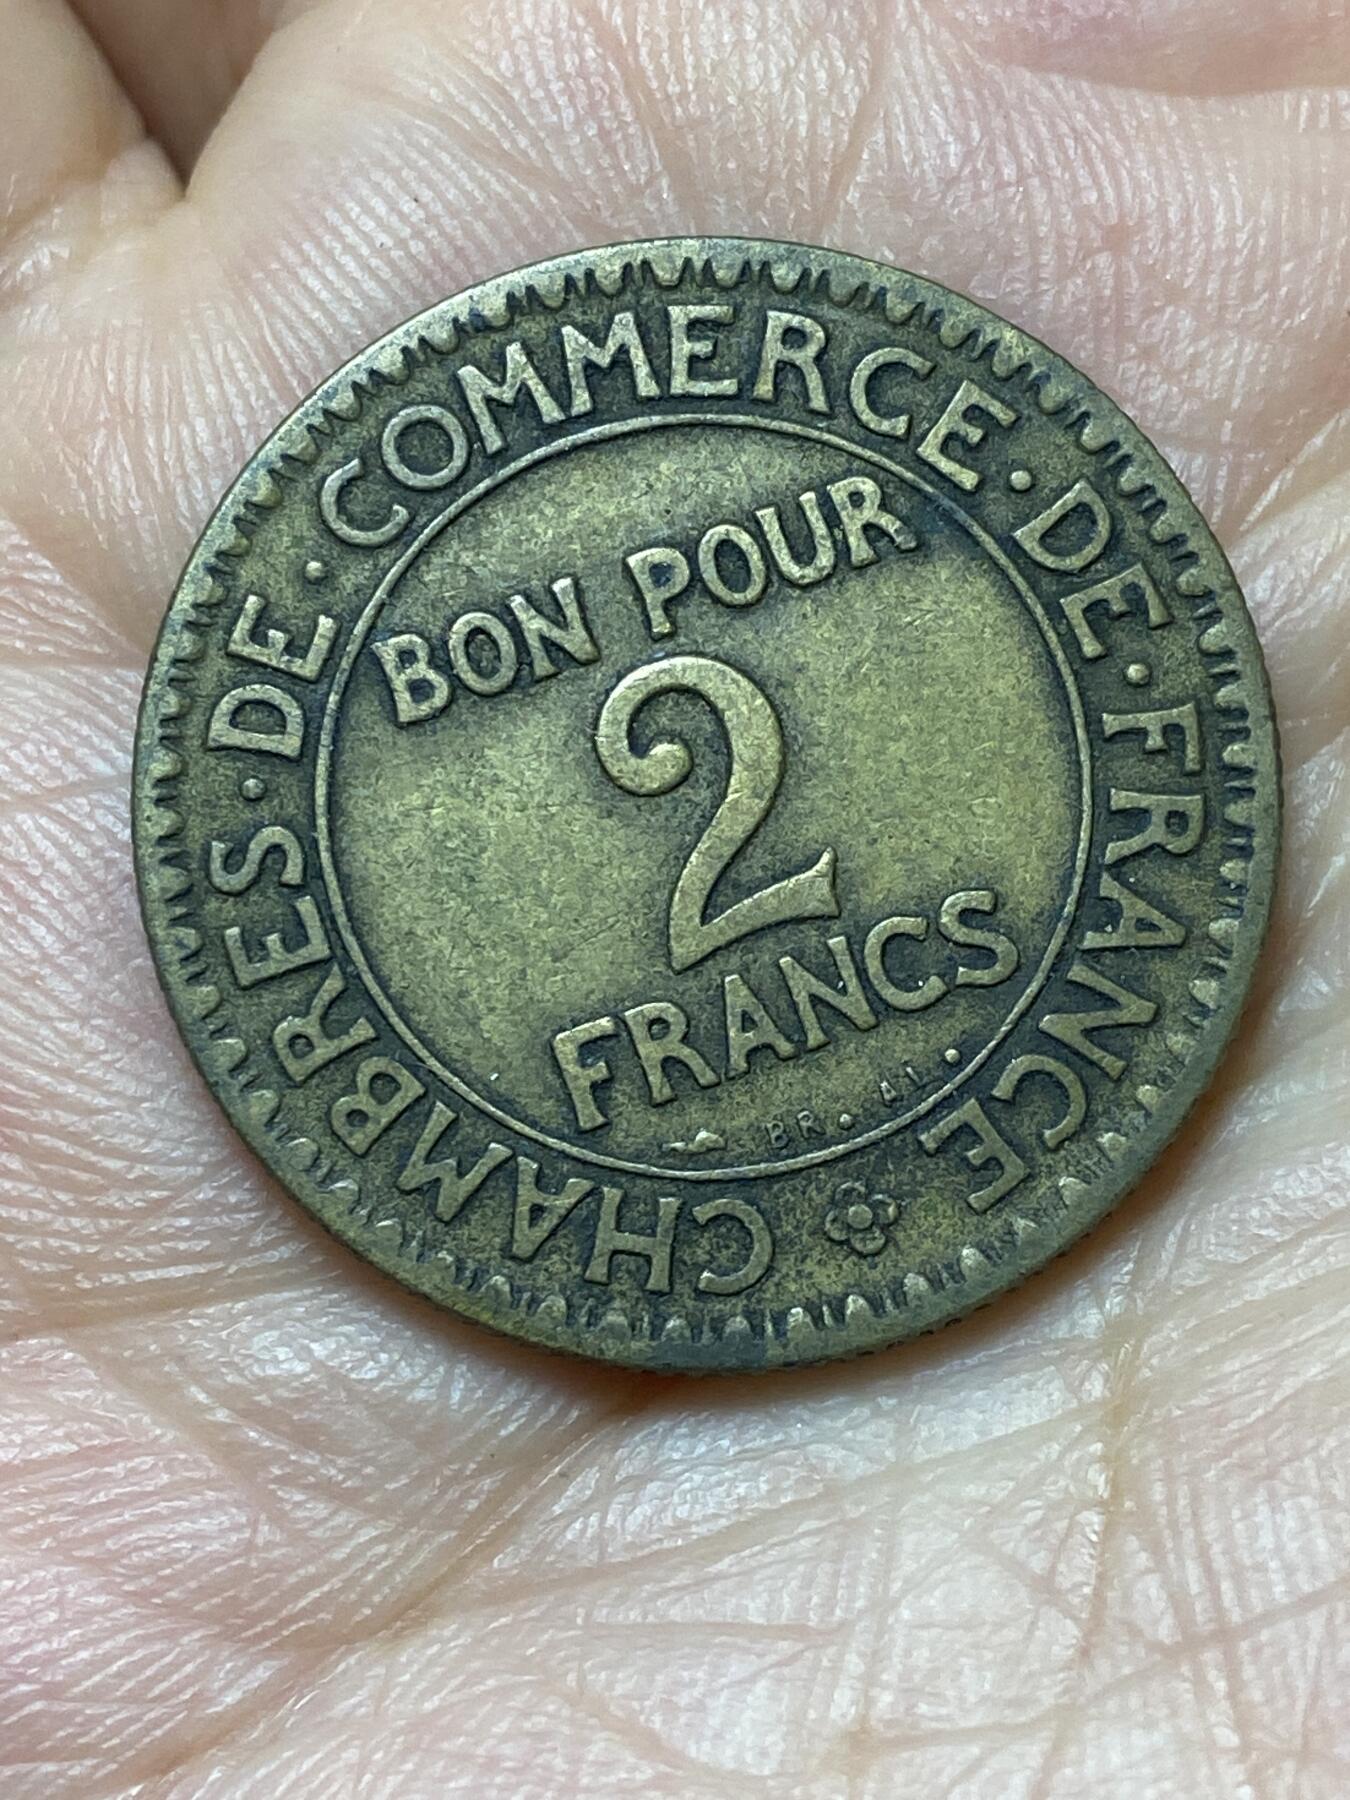 CHAMBRES · DE · COMMERCE · DE · FRANCE
BON POUR
2
FRANCS
BR. AL.